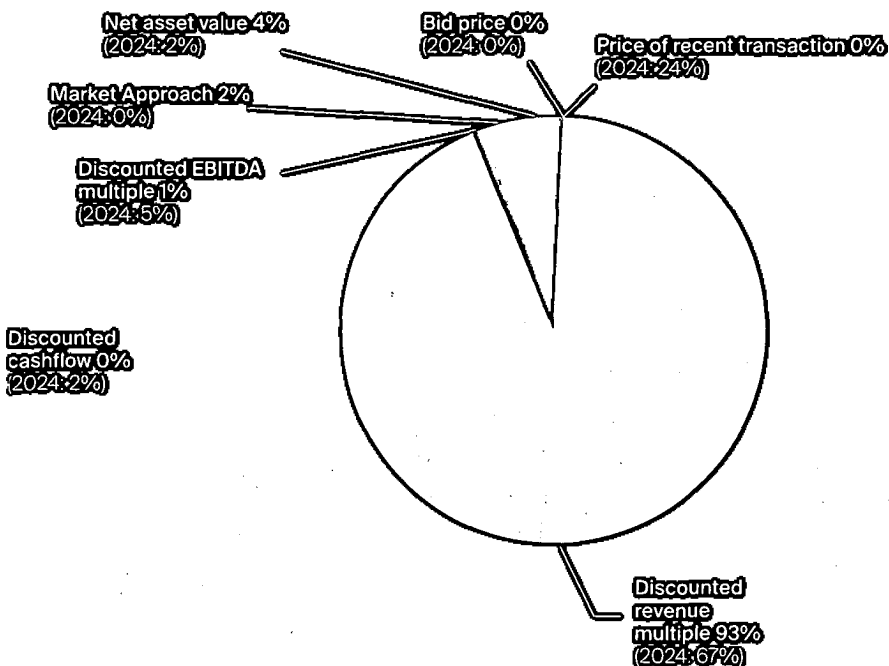 Net asset value 4%
(2024: 2%)
Bid price 0%
(2024: 0%)
Price of recent transaction 0%
(2024: 24%)
Market Approach 2%
(2024: 0%)
Discounted EBITDA
multiple 1%
(2024: 5%)
Discounted
cashflow 0%
(2024: 2%)
Discounted
revenue
multiple 93%
(2024: 67%)